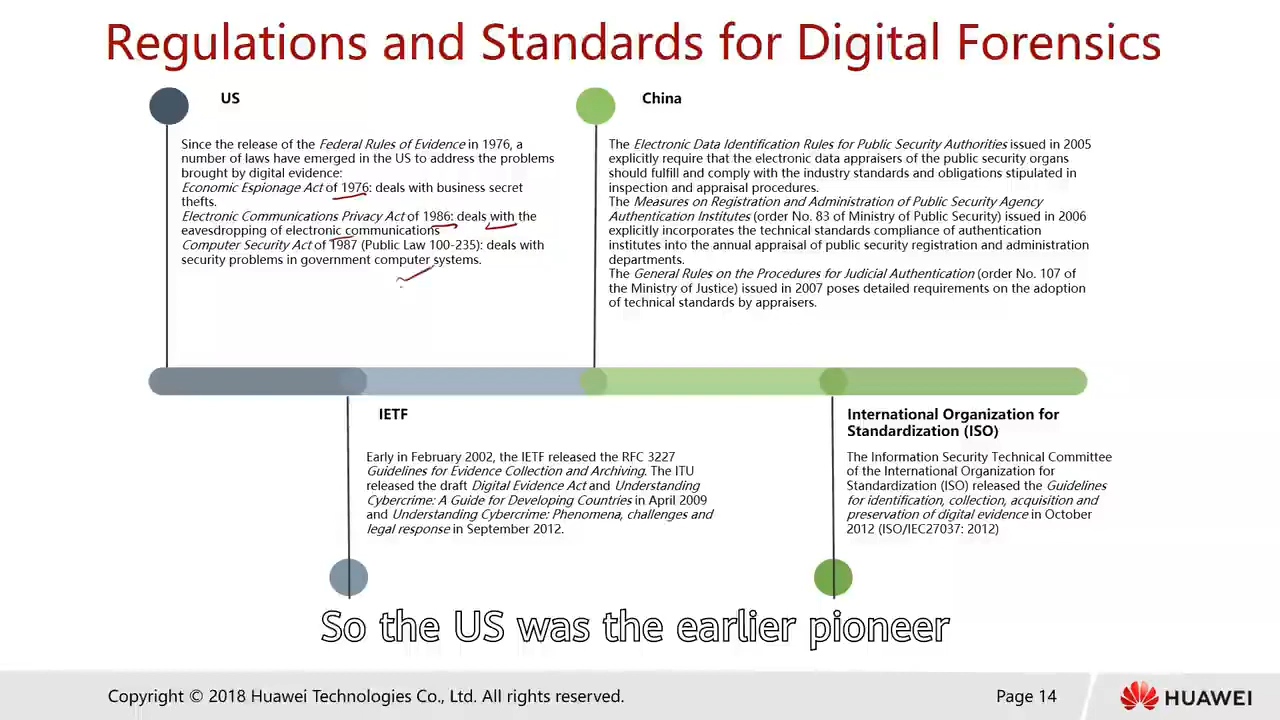 Regulations and Standards for Digital Forensics
US
Since the release of the Federal Rules of Evidence in 1976, a
number of laws have emerged in the US to address the problems
brought by digital evidence:
Economic Espionage Act of 1976: deals with business secret
thefts.
Electronic Communications Privacy Act of 1986: deals with the
eavesdropping of electronic communications
Computer Security Act of 1987 (Public Law 100-235): deals with
security problems in government computer systems.
China
The Electronic Data Identification Rules for Public Security Authorities issued in 2005
explicitly require that the electronic data appraisers of the public security organs
should fulfill and comply with the industry standards and obligations stipulated in
inspection and appraisal procedures.
The Measures on Registration and Administration of Public Security Agency
Authentication Institutes (order No. 83 of Ministry of Public Security) issued in 2006
explicitly incorporates the technical standards compliance of authentication
institutes into the annual appraisal of public security registration and administration
departments.
The General Rules on the Procedures for Judicial Authentication (order No. 107 of
the Ministry of Justice) issued in 2007 poses detailed requirements on the adoption
of technical standards by appraisers.
IETF
Early in February 2002, the IETF released the RFC 3227
Guidelines for Evidence Collection and Archiving. The ITU
released the draft Digital Evidence Act and Understanding
Cybercrime: A Guide for Developing Countries in April 2009
and Understanding Cybercrime: Phenomena, challenges and
legal response in September 2012.
International Organization for
Standardization (ISO)
The Information Security Technical Committee
of the International Organization for
Standardization (ISO) released the Guidelines
for identification, collection, acquisition and
preservation of digital evidence in October
2012 (ISO/IEC27037: 2012)
So the US was the earlier pioneer
Copyright © 2018 Huawei Technologies Co., Ltd. All rights reserved.
Page 14
HUAWEI